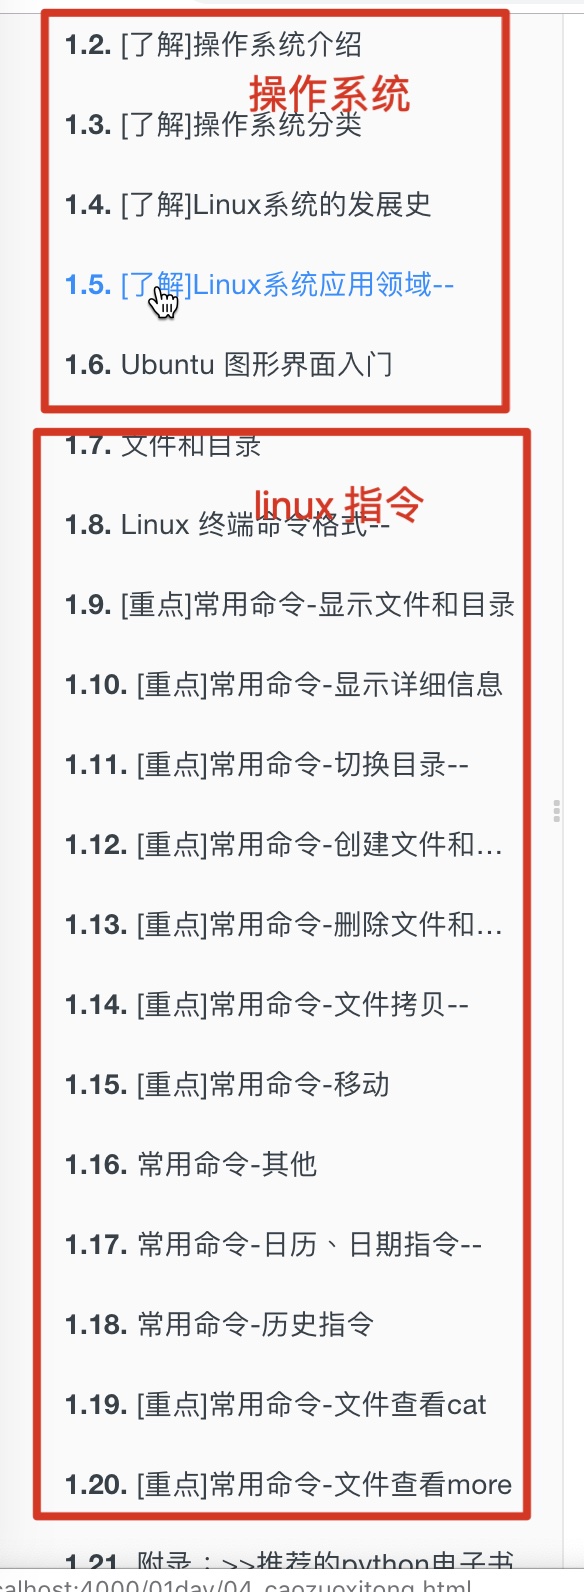 1.2. [了解]操作系统介绍
操作系统
1.3. [了解]操作系统分类
1.4. [了解]Linux系统的发展史
1.5. [了解]Linux系统应用领域--
1.6. Ubuntu 图形界面入门
1.7. 文件和目录
linux 指令
1.8. Linux 终端命令格式--
1.9. [重点]常用命令-显示文件和目录
1.10. [重点]常用命令-显示详细信息
1.11. [重点]常用命令-切换目录--
1.12. [重点]常用命令-创建文件和...
1.13. [重点]常用命令-删除文件和...
1.14. [重点]常用命令-文件拷贝--
1.15. [重点]常用命令-移动
1.16. 常用命令-其他
1.17. 常用命令-日历、日期指令--
1.18. 常用命令-历史指令
1.19. [重点]常用命令-文件查看cat
1.20. [重点]常用命令-文件查看more
1.21. 附录：>>推荐的python电子书
calhost:4000/01day/04_caozuoxitong.html